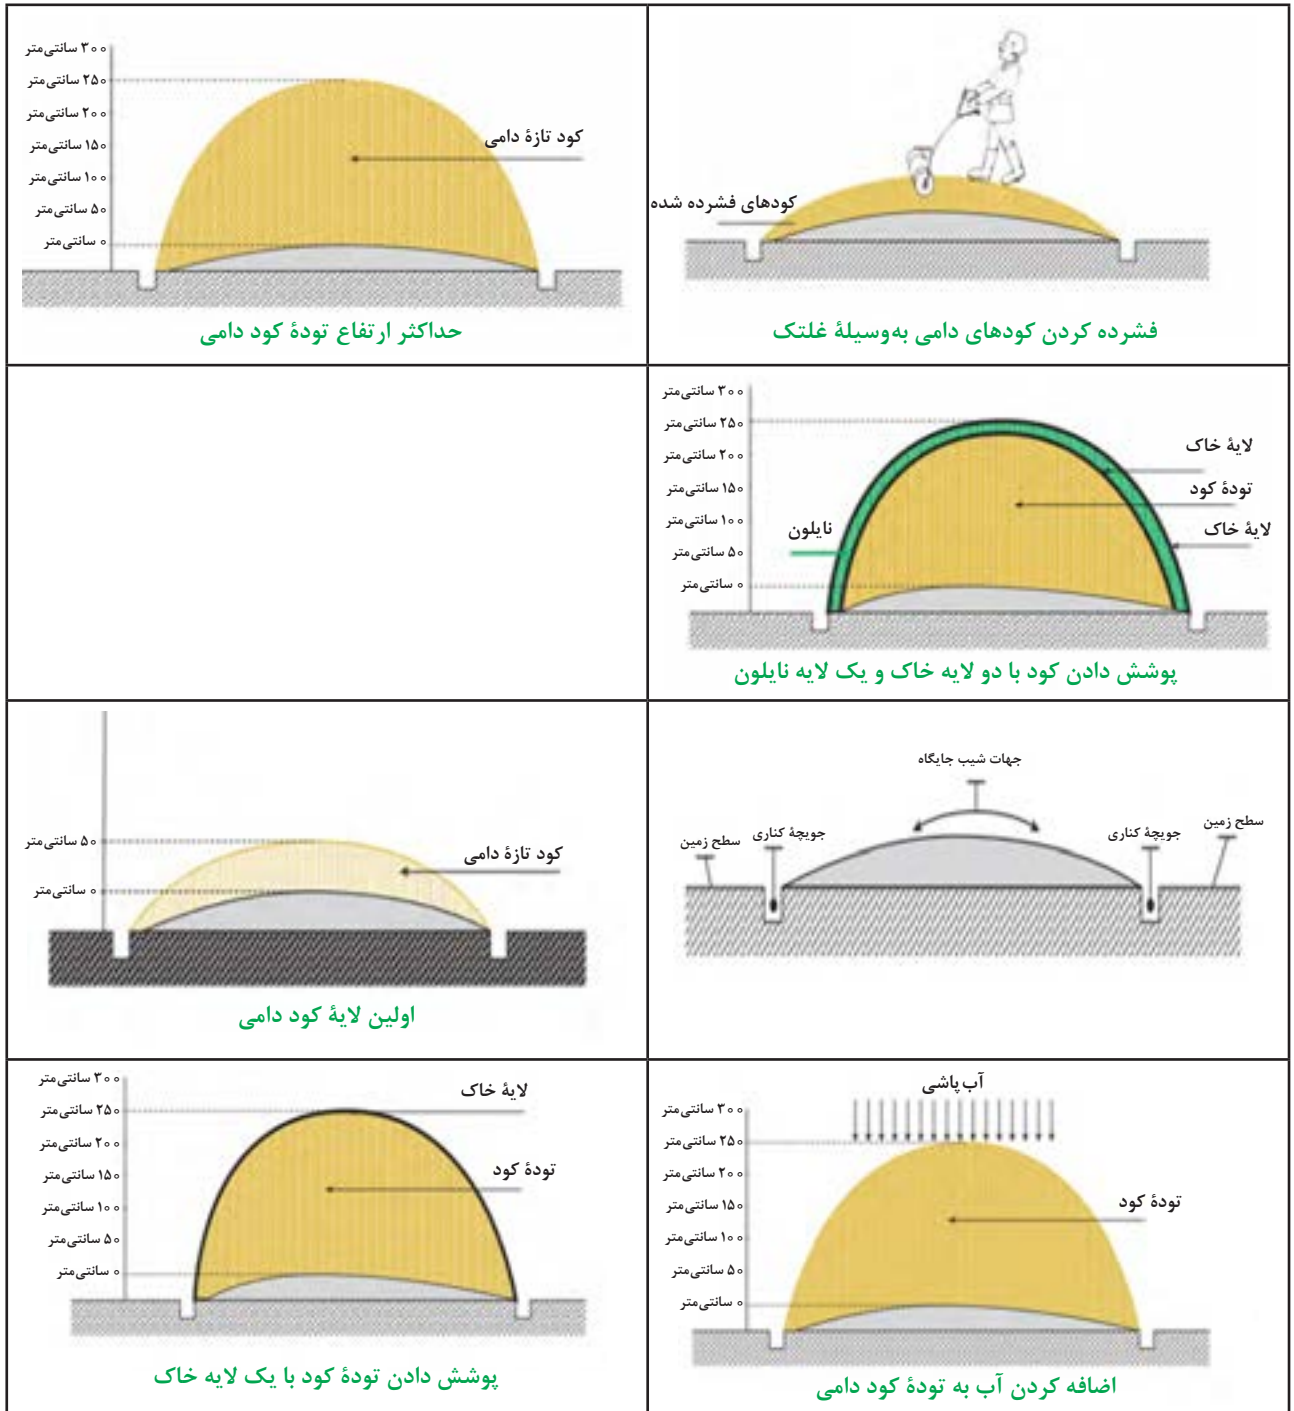 کودهای فشرده شده
فشرده کردن کودهای دامی به‌وسیلهٔ غلتک
۳۰۰ سانتی‌متر
۲۵۰ سانتی‌متر
۲۰۰ سانتی‌متر
۱۵۰ سانتی‌متر
۱۰۰ سانتی‌متر
۵۰ سانتی‌متر
۰ سانتی‌متر
کود تازهٔ دامی
حداکثر ارتفاع تودهٔ کود دامی
۳۰۰ سانتی‌متر
۲۵۰ سانتی‌متر
۲۰۰ سانتی‌متر
۱۵۰ سانتی‌متر
۱۰۰ سانتی‌متر
۵۰ سانتی‌متر
۰ سانتی‌متر
لایهٔ خاک
تودهٔ کود
لایهٔ خاک
نایلون
پوشش دادن کود با دو لایه خاک و یک لایه نایلون
جهات شیب جایگاه
سطح زمین
جویچهٔ کناری
جویچهٔ کناری
سطح زمین
۵۰ سانتی‌متر
۰ سانتی‌متر
کود تازهٔ دامی
اولین لایهٔ کود دامی
آب پاشی
۳۰۰ سانتی‌متر
۲۵۰ سانتی‌متر
۲۰۰ سانتی‌متر
۱۵۰ سانتی‌متر
۱۰۰ سانتی‌متر
۵۰ سانتی‌متر
۰ سانتی‌متر
تودهٔ کود
اضافه کردن آب به تودهٔ کود دامی
۳۰۰ سانتی‌متر
۲۵۰ سانتی‌متر
۲۰۰ سانتی‌متر
۱۵۰ سانتی‌متر
۱۰۰ سانتی‌متر
۵۰ سانتی‌متر
۰ سانتی‌متر
لایهٔ خاک
تودهٔ کود
پوشش دادن تودهٔ کود با یک لایه خاک